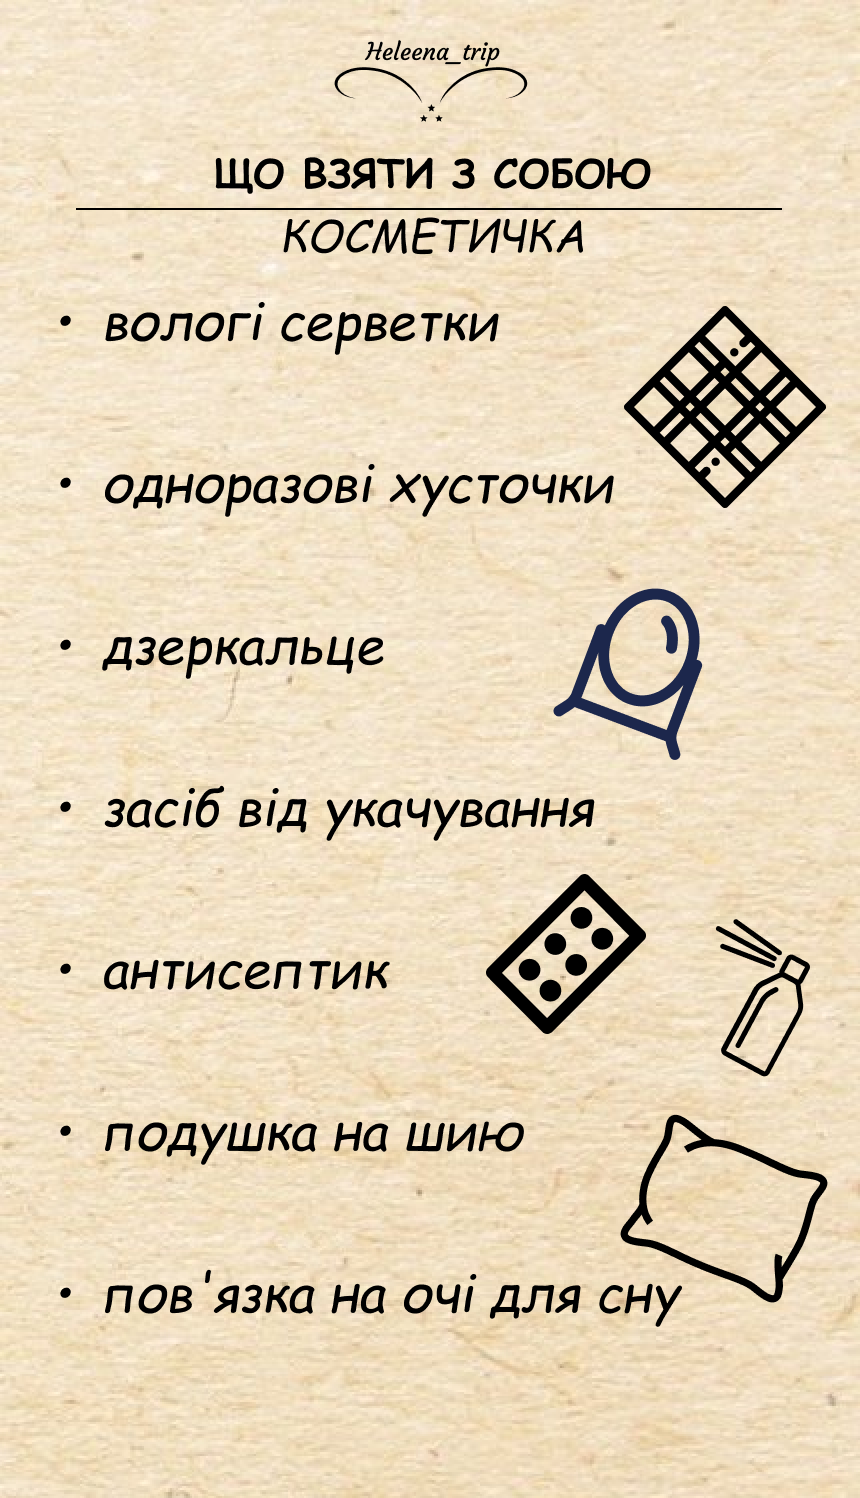 Heleena_trip
ЩО ВЗЯТИ З СОБОЮ
КОСМЕТИЧКА
• вологі серветки
• одноразові хусточки
• дзеркальце
• засіб від укачування
• антисептик
• подушка на шию
• пов'язка на очі для сну